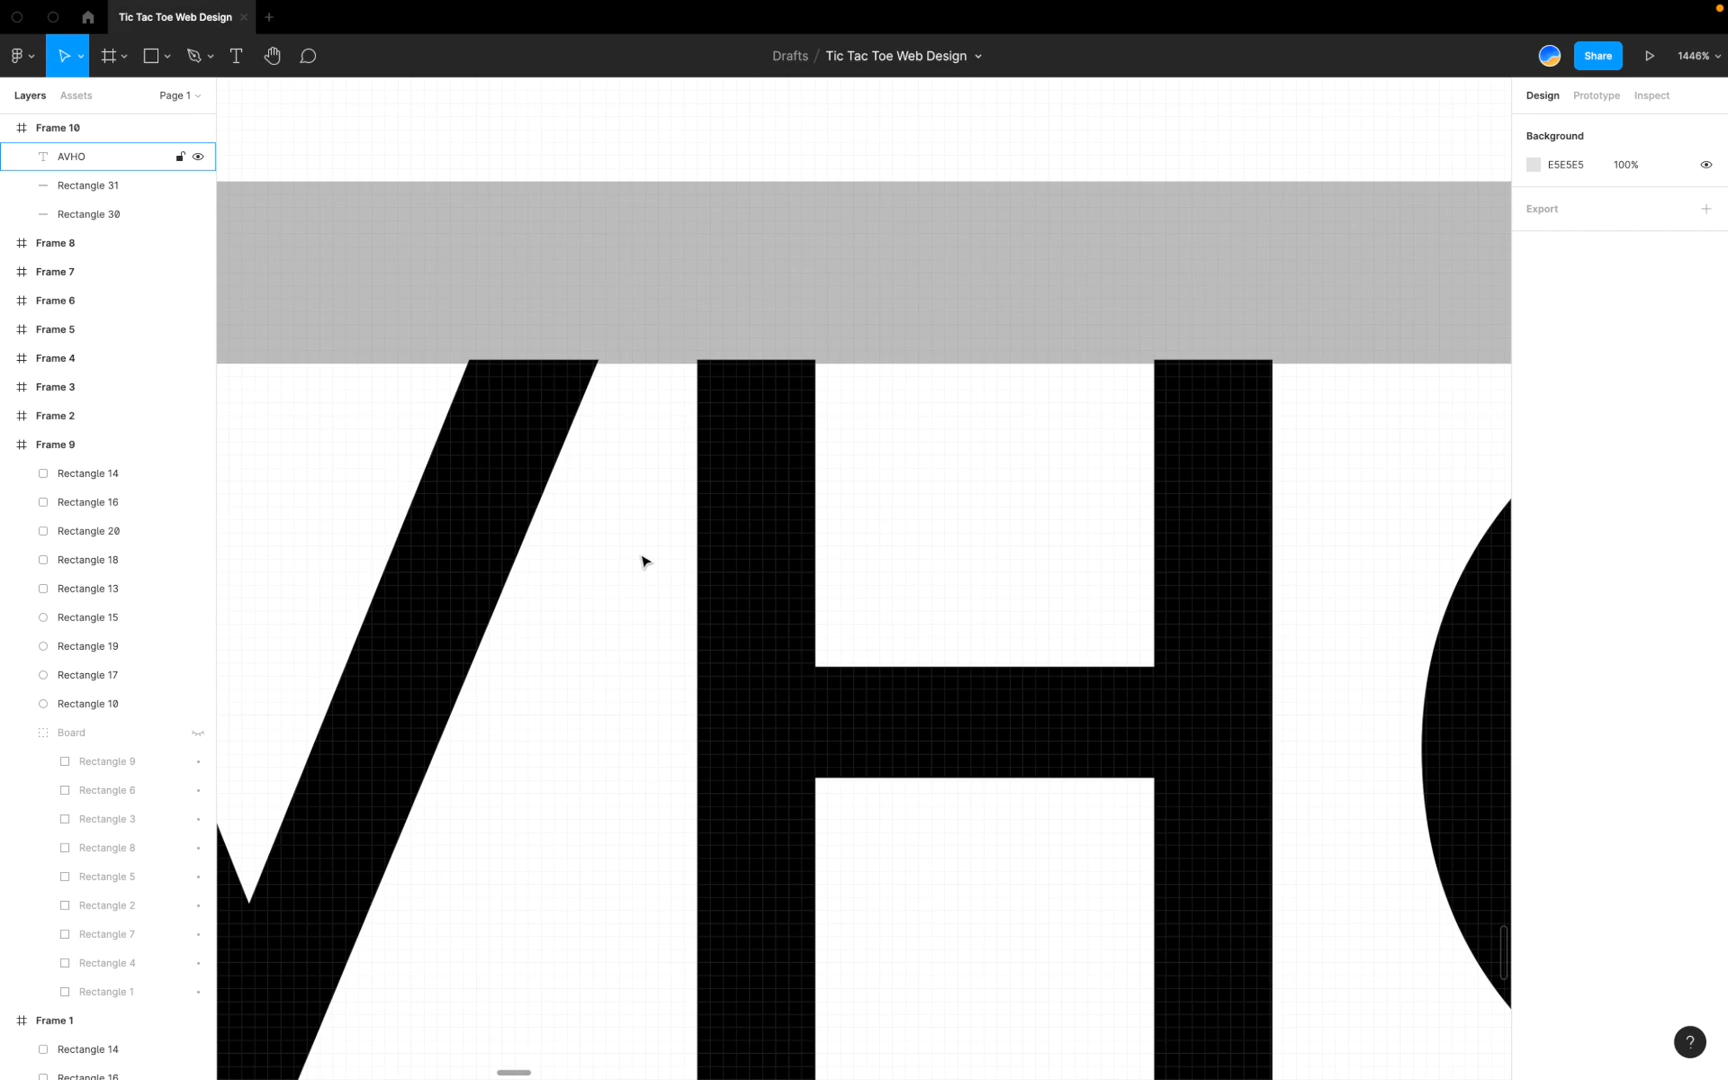 Tic Tac Toe Web Design
Drafts / Tic Tac Toe Web Design
Share
1446%
Layers
Assets
Page 1
Design
Prototype
Inspect
Frame 10
AVHO
Rectangle 31
Rectangle 30
Frame 8
Frame 7
Frame 6
Frame 5
Frame 4
Frame 3
Frame 2
Frame 9
Rectangle 14
Rectangle 16
Rectangle 20
Rectangle 18
Rectangle 13
Rectangle 15
Rectangle 19
Rectangle 17
Rectangle 10
Board
Rectangle 9
Rectangle 6
Rectangle 3
Rectangle 8
Rectangle 5
Rectangle 2
Rectangle 7
Rectangle 4
Rectangle 1
Frame 1
Rectangle 14
Rectangle 16
VHO
Background
E5E5E5 100%
Export
?